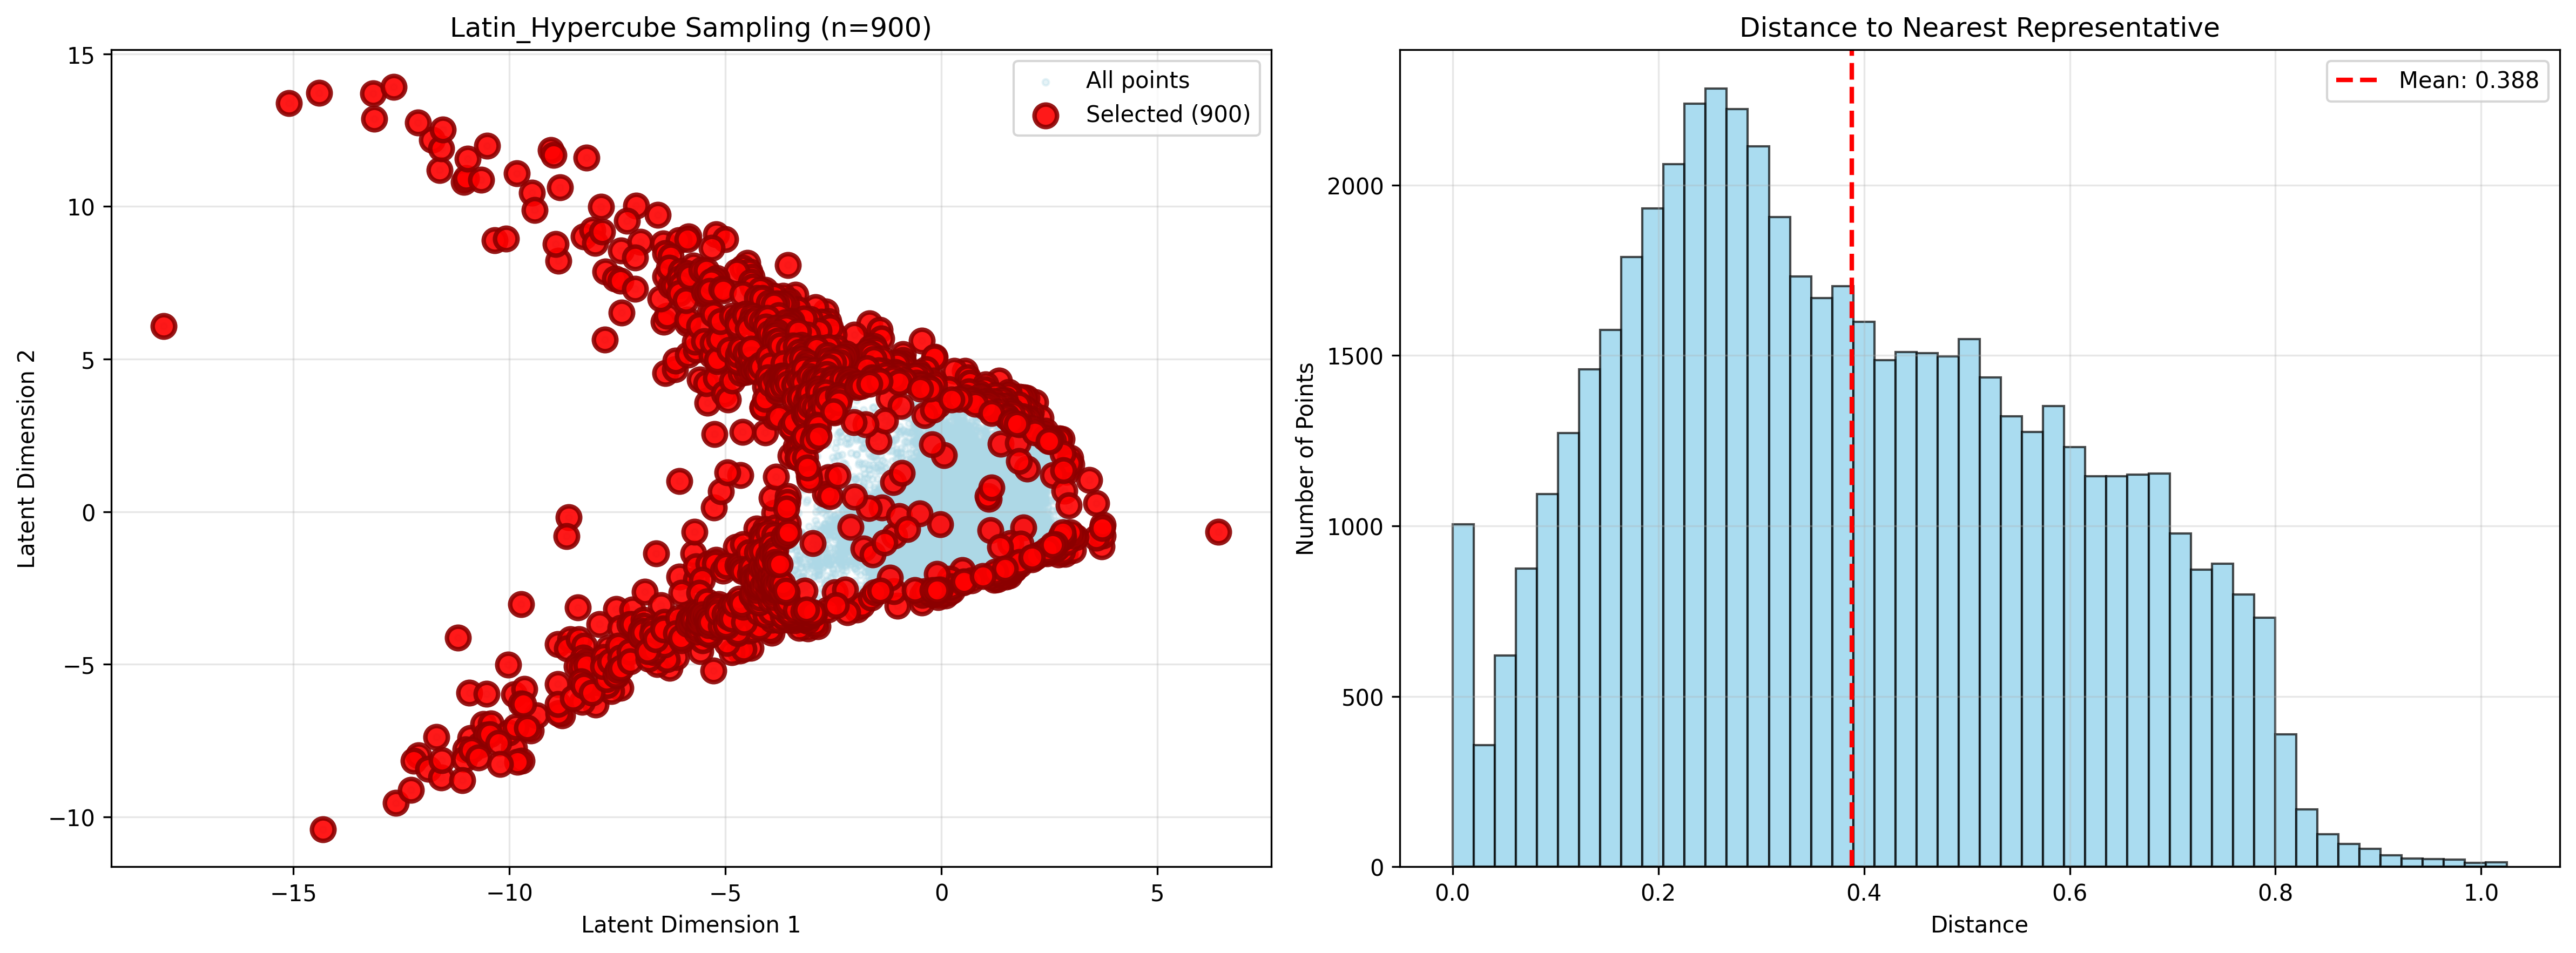 Latin_Hypercube Sampling (n=900)
All points
Selected (900)
15
10
5
0
−5
−10
Latent Dimension 2
−15
−10
−5
0
5
Latent Dimension 1
Distance to Nearest Representative
Mean: 0.388
2000
1500
1000
500
0
Number of Points
0.0
0.2
0.4
0.6
0.8
1.0
Distance